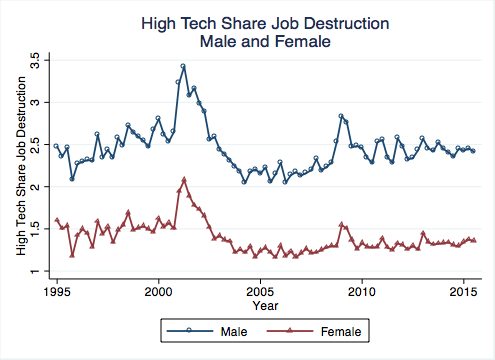 High Tech Share Job Destruction
Male and Female
High Tech Share Job Destruction
3.5
3
2.5
2
1.5
1
1995
2000
2005
2010
2015
Year
Male
Female